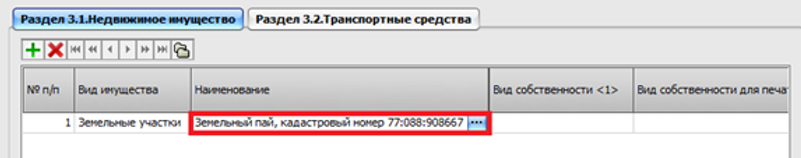 Раздел 3.1.Недвижимое имущество Раздел 3.2.Транспортные средства
№ п/п Вид имущества Наименование Вид собственности <1> Вид собственности для печа
1 Земельные участки Земельный пай, кадастровый номер 77:088:908667 ...